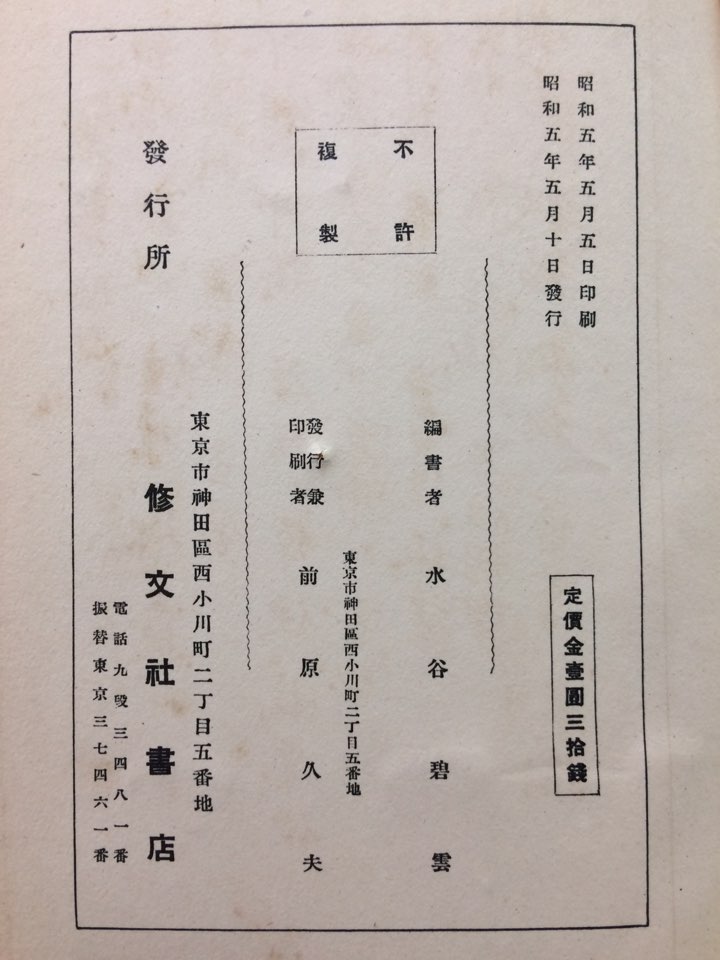 昭和五年五月五日印刷
昭和五年五月十日發行
定價金壹圓三拾錢
編書者 水谷碧雲
不許
複製
東京市神田區西小川町二丁目五番地
發行兼
印刷者 前原久夫
東京市神田區西小川町二丁目五番地
發行所 修文社書店
電話九段三四八一番
振替東京三七四六一番